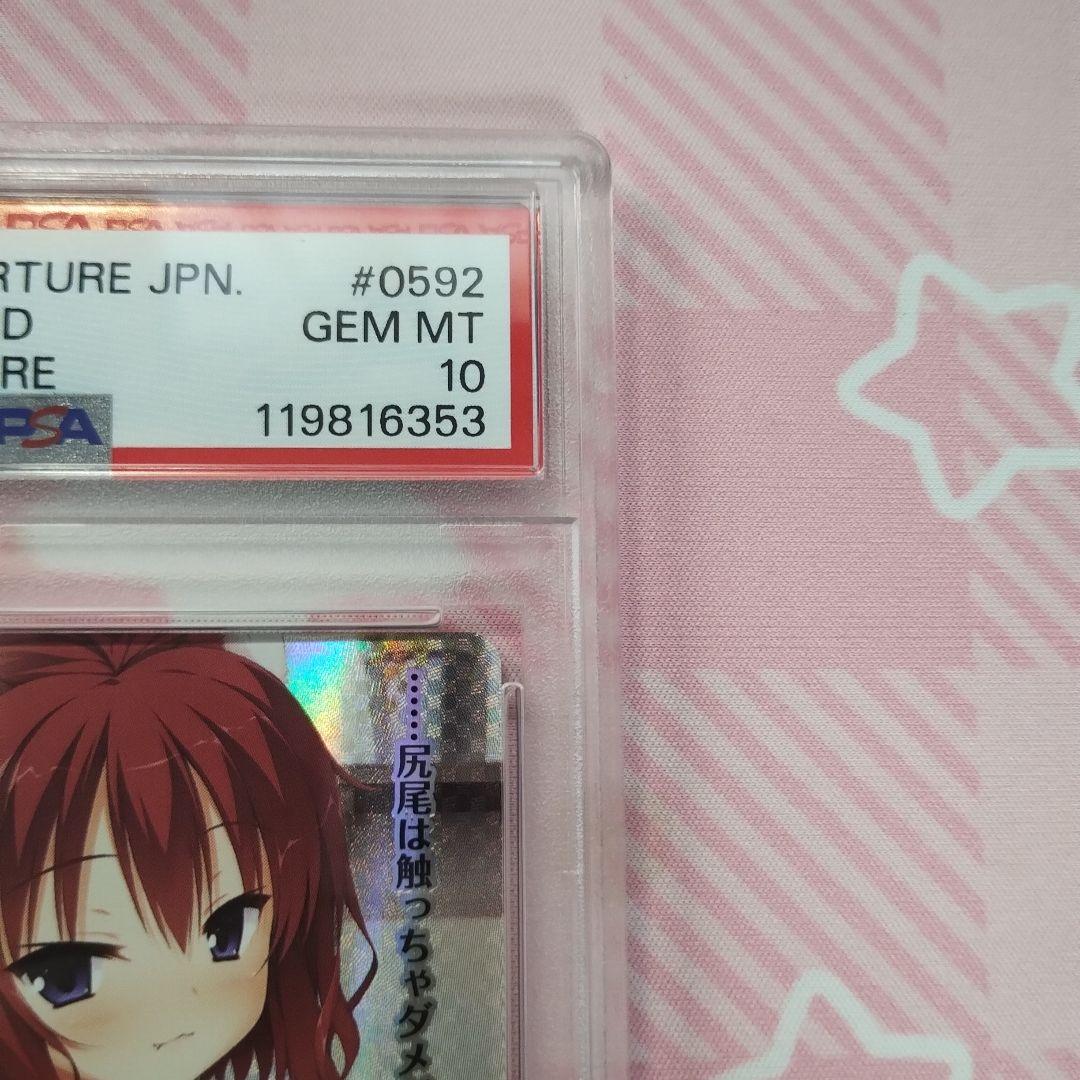 RTURE JPN. #0592
D GEM MT
RE 10
PSA 119816353
……尻尾は触っちゃダメ